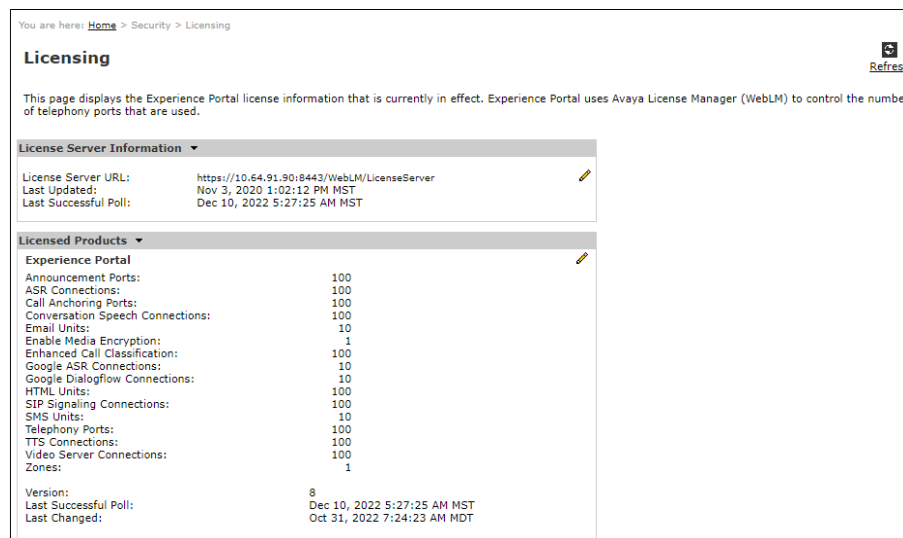 You are here: Home > Security > Licensing
Licensing
Refres
This page displays the Experience Portal license information that is currently in effect. Experience Portal uses Avaya License Manager (WebLM) to control the numbe
of telephony ports that are used.
License Server Information
License Server URL: https://10.64.91.90:8443/WebLM/LicenseServer
Last Updated: Nov 3, 2020 1:02:12 PM MST
Last Successful Poll: Dec 10, 2022 5:27:25 AM MST
Licensed Products
Experience Portal
Announcement Ports: 100
ASR Connections: 100
Call Anchoring Ports: 100
Conversation Speech Connections: 100
Email Units: 10
Enable Media Encryption: 1
Enhanced Call Classification: 100
Google ASR Connections: 10
Google Dialogflow Connections: 10
HTML Units: 100
SIP Signaling Connections: 100
SMS Units: 10
Telephony Ports: 100
TTS Connections: 100
Video Server Connections: 100
Zones: 1
Version: 8
Last Successful Poll: Dec 10, 2022 5:27:25 AM MST
Last Changed: Oct 31, 2022 7:24:23 AM MDT